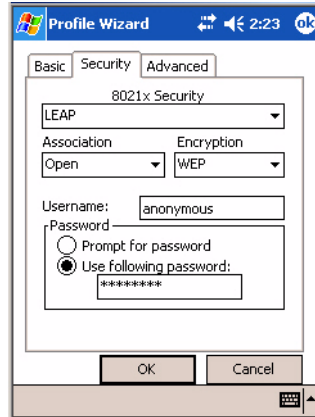 Profile Wizard 2:23 ok
Basic Security Advanced
8021x Security
LEAP
Association Encryption
Open WEP
Username: anonymous
Password
Prompt for password
Use following password:
********
OK Cancel